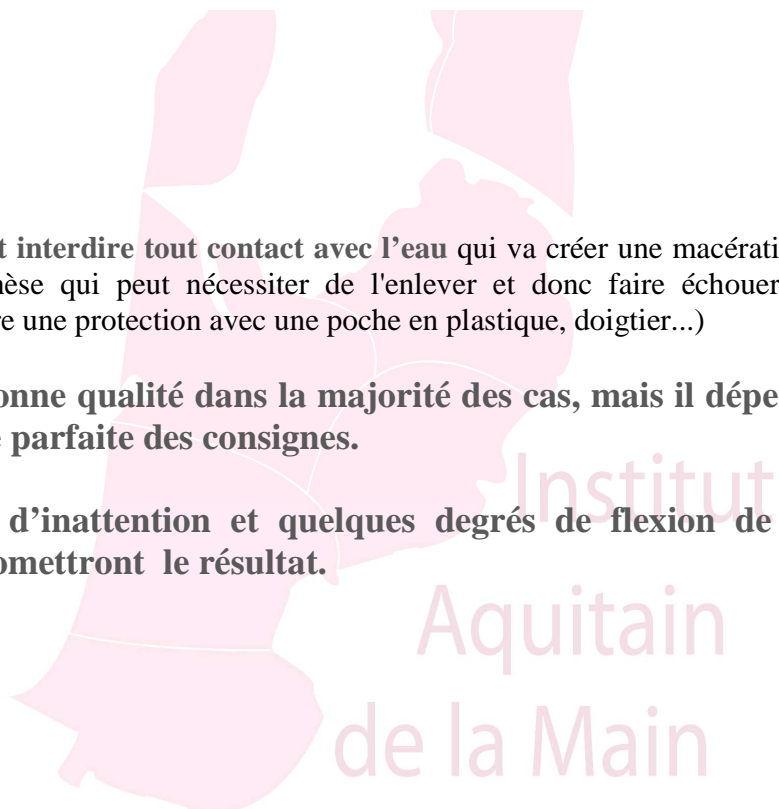 t interdire tout contact avec l’eau qui va créer une macérati
hèse qui peut nécessiter de l'enlever et donc faire échouer
re une protection avec une poche en plastique, doigtier...)
onne qualité dans la majorité des cas, mais il dépe
e parfaite des consignes.
d’inattention et quelques degrés de flexion de
omettront le résultat.
Institut
Aquitain
de la Main